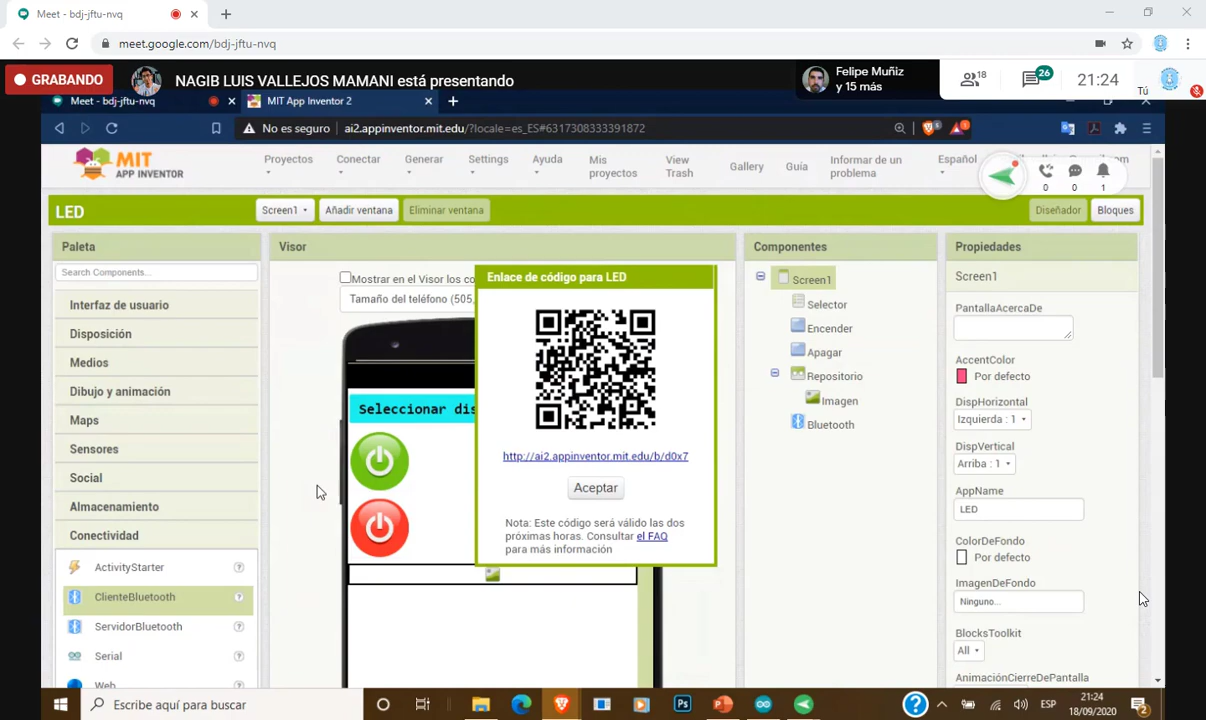 Meet - bdj-jftu-nvq
meet.google.com/bdj-jftu-nvq
GRABANDO
NAGIB LUIS VALLEJOS MAMANI está presentando
Felipe Muñiz
y 15 más
18
26
21:24
Tú
Meet - bdj-jftu-nvq
MIT App Inventor 2
No es seguro
ai2.appinventor.mit.edu/?locale=es_ES#6317308333391872
MIT
APP INVENTOR
Proyectos
Conectar
Generar
Settings
Ayuda
Mis proyectos
View Trash
Gallery
Guía
Informar de un problema
Español
0
0
1
LED
Screen1
Añadir ventana
Eliminar ventana
Diseñador
Bloques
Paleta
Visor
Componentes
Propiedades
Search Components...
Interfaz de usuario
Disposición
Medios
Dibujo y animación
Maps
Sensores
Social
Almacenamiento
Conectividad
ActivityStarter
ClienteBluetooth
ServidorBluetooth
Serial
Web
Mostrar en el Visor los co
Tamaño del teléfono (505,
Seleccionar dis
Enlace de código para LED
http://ai2.appinventor.mit.edu/b/d0x7
Aceptar
Nota: Este código será válido las dos
próximas horas. Consultar el FAQ
para más información
Screen1
Selector
Encender
Apagar
Repositorio
Imagen
Bluetooth
Screen1
PantallaAcercaDe
AccentColor
Por defecto
DispHorizontal
Izquierda : 1
DispVertical
Arriba : 1
AppName
LED
ColorDeFondo
Por defecto
ImagenDeFondo
Ninguno...
BlocksToolkit
All
AnimaciónCierreDePantalla
Escribe aquí para buscar
ESP
21:24
18/09/2020
2